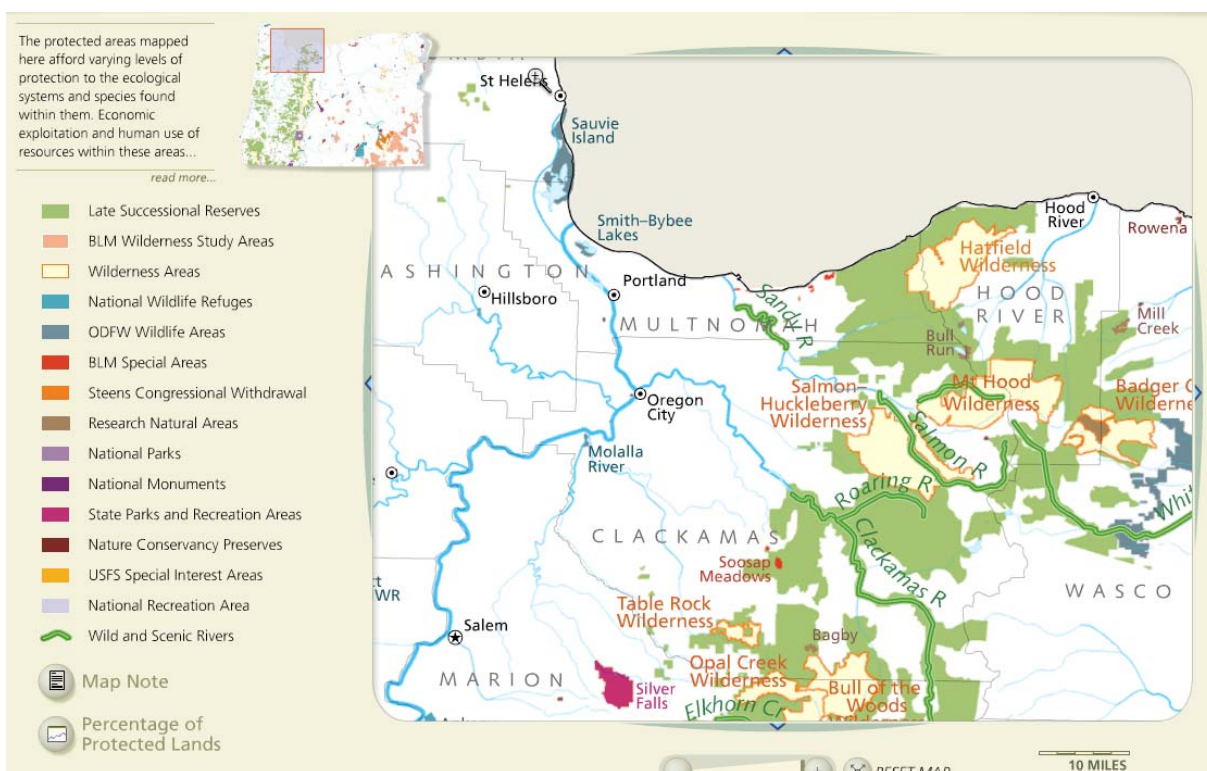 The protected areas mapped
here afford varying levels of
protection to the ecological
systems and species found
within them. Economic
exploitation and human use of
resources within these areas...
read more...
Late Successional Reserves
BLM Wilderness Study Areas
Wilderness Areas
National Wildlife Refuges
ODFW Wildlife Areas
BLM Special Areas
Steens Congressional Withdrawal
Research Natural Areas
National Parks
National Monuments
State Parks and Recreation Areas
Nature Conservancy Preserves
USFS Special Interest Areas
National Recreation Area
Wild and Scenic Rivers
Map Note
Percentage of
Protected Lands
St Helens
Sauvie
Island
Smith–Bybee
Lakes
Hood
River
Rowena
Hatfield
Wilderness
ASHINGTON
Hillsboro
Portland
MULTNOMAH
Sandy R
HOOD
RIVER
Mill
Creek
Bull
Run
Oregon
City
Salmon–
Huckleberry
Wilderness
Mt Hood
Wilderness
Badger C
Wilderne
Salmon R
Molalla
River
Roaring R
Whit
CLACKAMAS
Clackamas R
Soosap
Meadows
WASCO
WR
Table Rock
Wilderness
Salem
Bagby
MARION
Opal Creek
Wilderness
Silver
Falls
Elkhorn Cr
Bull of the
Woods
Wilderness
RESET MAP
10 MILES